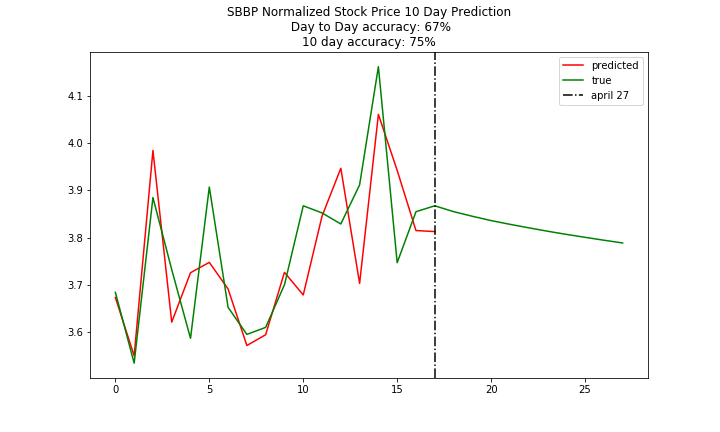 SBBP Normalized Stock Price 10 Day Prediction
Day to Day accuracy: 67%
10 day accuracy: 75%
predicted
true
april 27
4.1
4.0
3.9
3.8
3.7
3.6
0 5 10 15 20 25